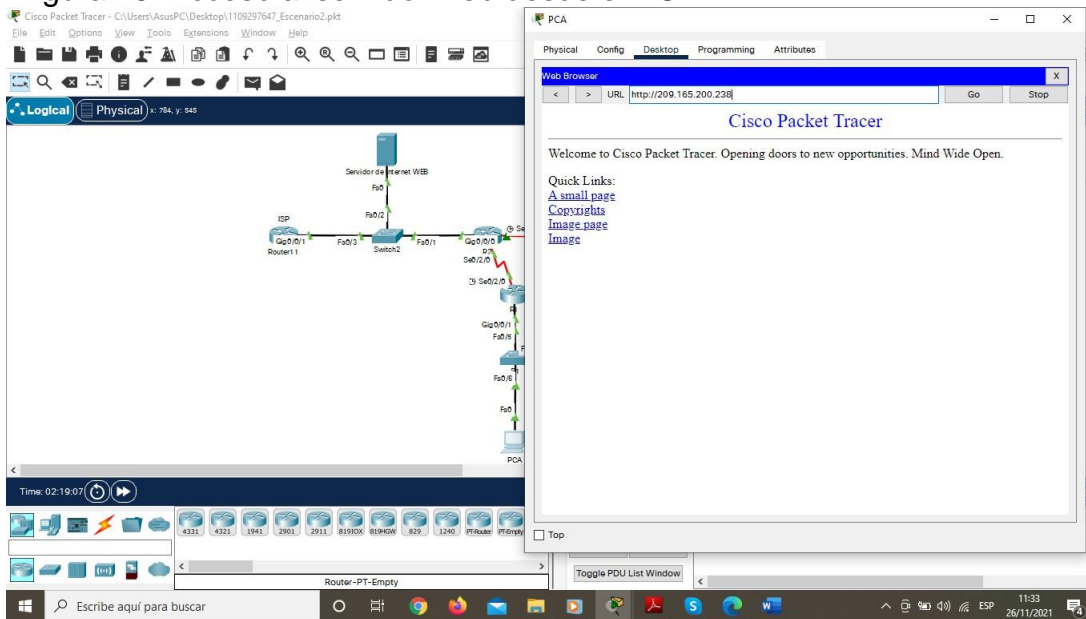 Cisco Packet Tracer - C:\Users\AsusPC\Desktop\1109297647_Escenario2.pkt
File Edit Options View Tools Extensions Window Help
Logical Physical x: 784, y: 545
Servidor de internet WEB
Fa0
ISP
Fa0/2
Gig0/0/1 Fa0/3 Fa0/1 Gig0/0/0
Router11 Switch2 R2
Se0/2/0
Se0/2/0
Gig0/0/1
Fa0/5
Fa0/6
Fa0
PCA
Time: 02:19:07
4331 4321 1941 2901 2911 819IOX 819HGW 829 1240 PT-Router PT-Empty
Router-PT-Empty
PCA
Physical Config Desktop Programming Attributes
Web Browser X
< > URL http://209.165.200.238 Go Stop
Cisco Packet Tracer
Welcome to Cisco Packet Tracer. Opening doors to new opportunities. Mind Wide Open.
Quick Links:
A small page
Copyrights
Image page
Image
Top
Toggle PDU List Window
Escribe aquí para buscar
ESP 11:33
26/11/2021 4